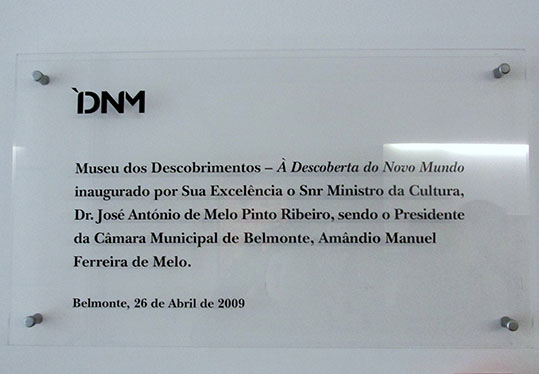 ÀDNM
Museu dos Descobrimentos – À Descoberta do Novo Mundo
inaugurado por Sua Excelência o Snr Ministro da Cultura,
Dr. José António de Melo Pinto Ribeiro, sendo o Presidente
da Câmara Municipal de Belmonte, Amândio Manuel
Ferreira de Melo.
Belmonte, 26 de Abril de 2009